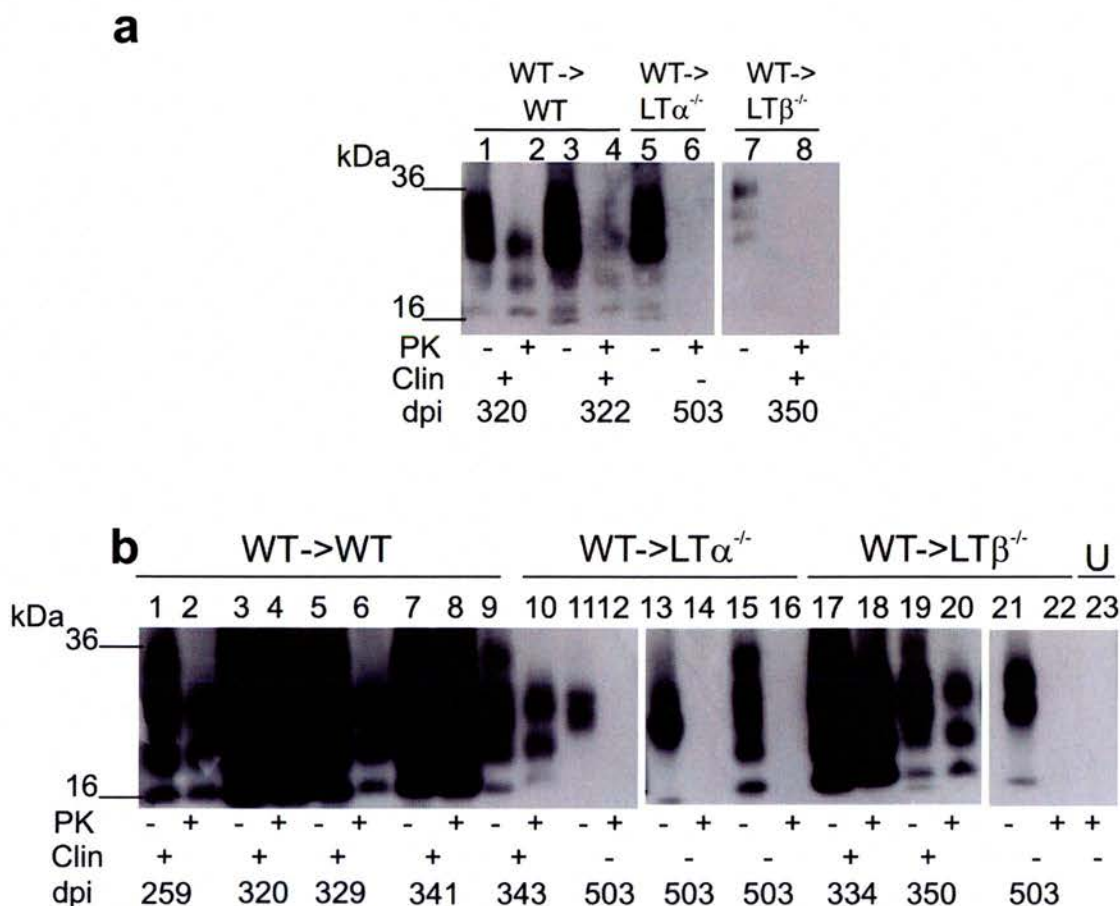 a
WT -> WT-> WT->
WT LTα-/- LTβ-/-
kDa 1 2 3 4 5 6 7 8
36
16
PK - + - + - + - +
Clin + + - +
dpi 320 322 503 350
b WT->WT WT->LTα-/- WT->LTβ-/- U
kDa 1 2 3 4 5 6 7 8 9 10 11 12 13 14 15 16 17 18 19 20 21 22 23
36
16
PK - + - + - + - + - + - + - + - + - + - + - + +
Clin + + + + + - - - + + - -
dpi 259 320 329 341 343 503 503 503 334 350 503